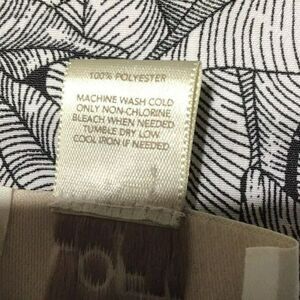 100% POLYESTER
MACHINE WASH COLD
ONLY NON-CHLORINE
BLEACH WHEN NEEDED
TUMBLE DRY LOW
COOL IRON IF NEEDED